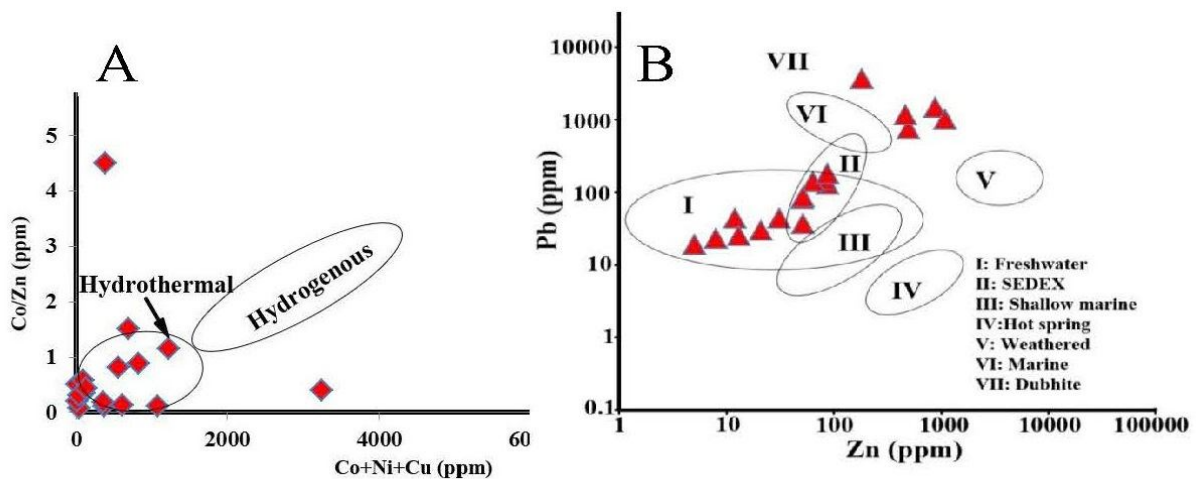 A
Co/Zn (ppm)
5
4
3
2
1
0
Hydrothermal
Hydrogenous
0
2000
4000
60
Co+Ni+Cu (ppm)
B
Pb (ppm)
10000
1000
100
10
1
0.1
VII
VI
II
I
V
III
IV
I: Freshwater
II: SEDEX
III: Shallow marine
IV:Hot spring
V: Weathered
VI: Marine
VII: Dubhite
1
10
100
1000
10000
100000
Zn (ppm)